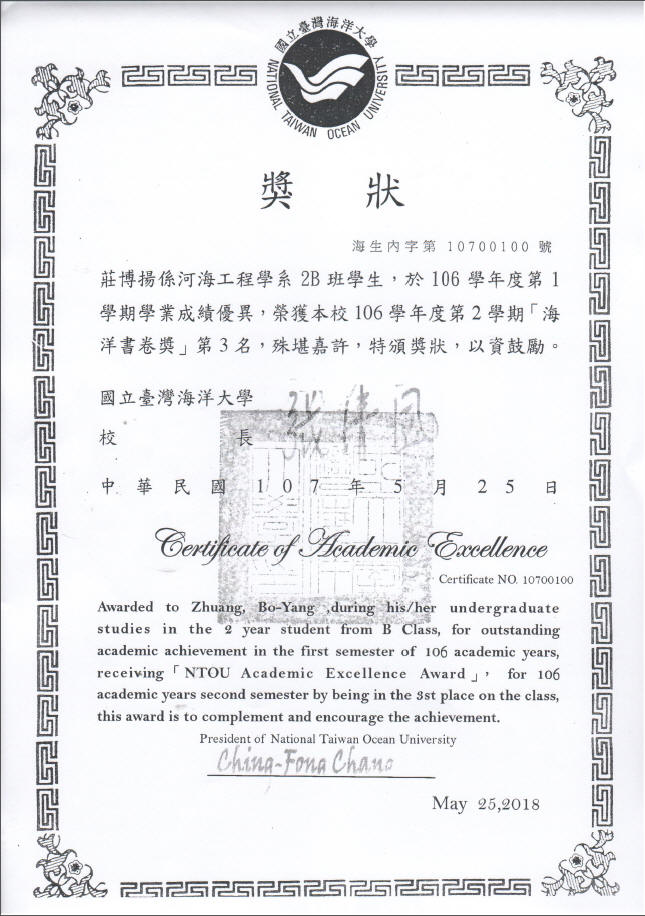 國立臺灣海洋大學
NATIONAL TAIWAN OCEAN UNIVERSITY
獎 狀
海生內字第 10700100 號
莊博揚係河海工程學系 2B 班學生，於 106 學年度第 1
學期學業成績優異，榮獲本校 106 學年度第 2 學期「海
洋書卷獎」第 3 名，殊堪嘉許，特頒獎狀，以資鼓勵。
國立臺灣海洋大學
校 長 張清風
中 華 民 國 1 0 7 年 5 月 2 5 日
Certificate of Academic Excellence
Certificate NO. 10700100
Awarded to Zhuang, Bo-Yang ,during his/her undergraduate
studies in the 2 year student from B Class, for outstanding
academic achievement in the first semester of 106 academic years,
receiving「NTOU Academic Excellence Award」, for 106
academic years second semester by being in the 3st place on the class,
this award is to complement and encourage the achievement.
President of National Taiwan Ocean University
Ching-Fong Chang
May 25,2018